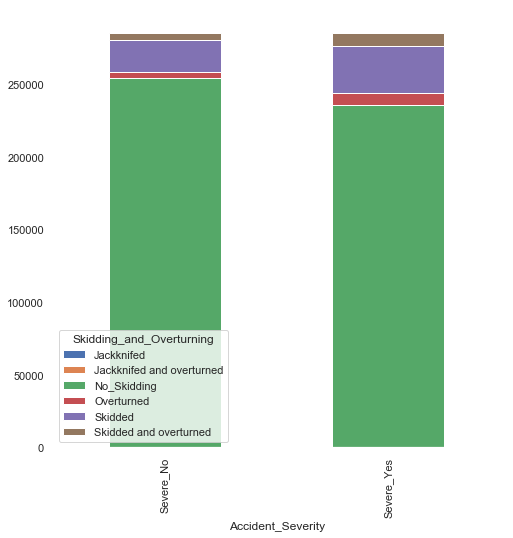 250000
200000
150000
100000
50000
0
Skidding_and_Overturning
Jackknifed
Jackknifed and overturned
No_Skidding
Overturned
Skidded
Skidded and overturned
Severe_No
Severe_Yes
Accident_Severity